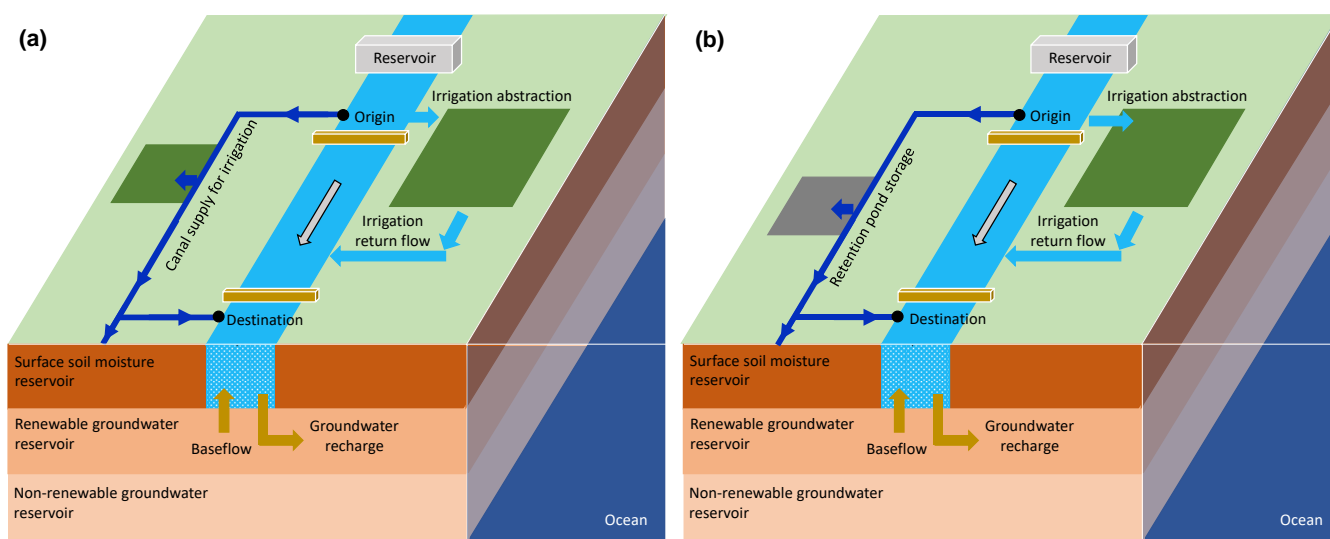 (a)
Reservoir
Irrigation abstraction
Origin
Canal supply for irrigation
Irrigation
return flow
Destination
Surface soil moisture
reservoir
Renewable groundwater
reservoir
Baseflow
Groundwater
recharge
Non-renewable groundwater
reservoir
Ocean
(b)
Reservoir
Irrigation abstraction
Origin
Retention pond storage
Irrigation
return flow
Destination
Surface soil moisture
reservoir
Renewable groundwater
reservoir
Baseflow
Groundwater
recharge
Non-renewable groundwater
reservoir
Ocean